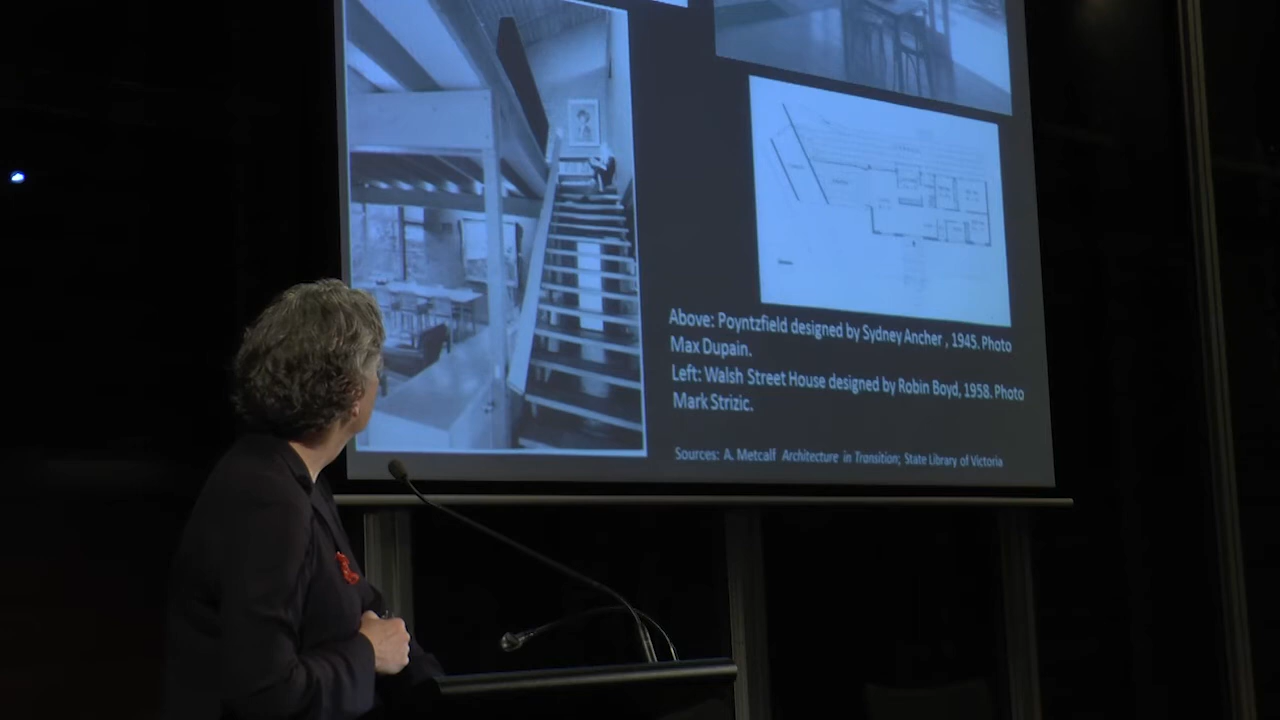 Above: Poyntzfield designed by Sydney Ancher , 1945. Photo
Max Dupain.
Left: Walsh Street House designed by Robin Boyd, 1958. Photo
Mark Strizic.
Sources: A. Metcalf Architecture in Transition; State Library of Victoria